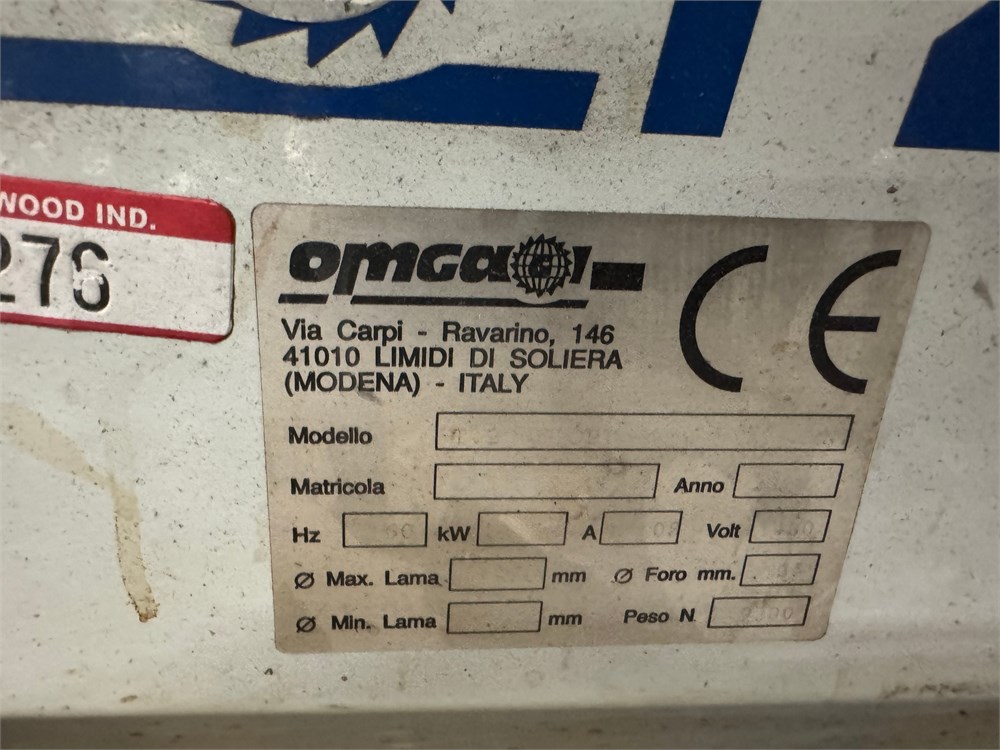 WOOD IND.
276
omga
Via Carpi - Ravarino, 146
41010 LIMIDI DI SOLIERA
(MODENA) - ITALY
CE
Modello
Matricola Anno
Hz 60 kW A Volt
Ø Max. Lama mm Ø Foro mm.
Ø Min. Lama mm Peso N